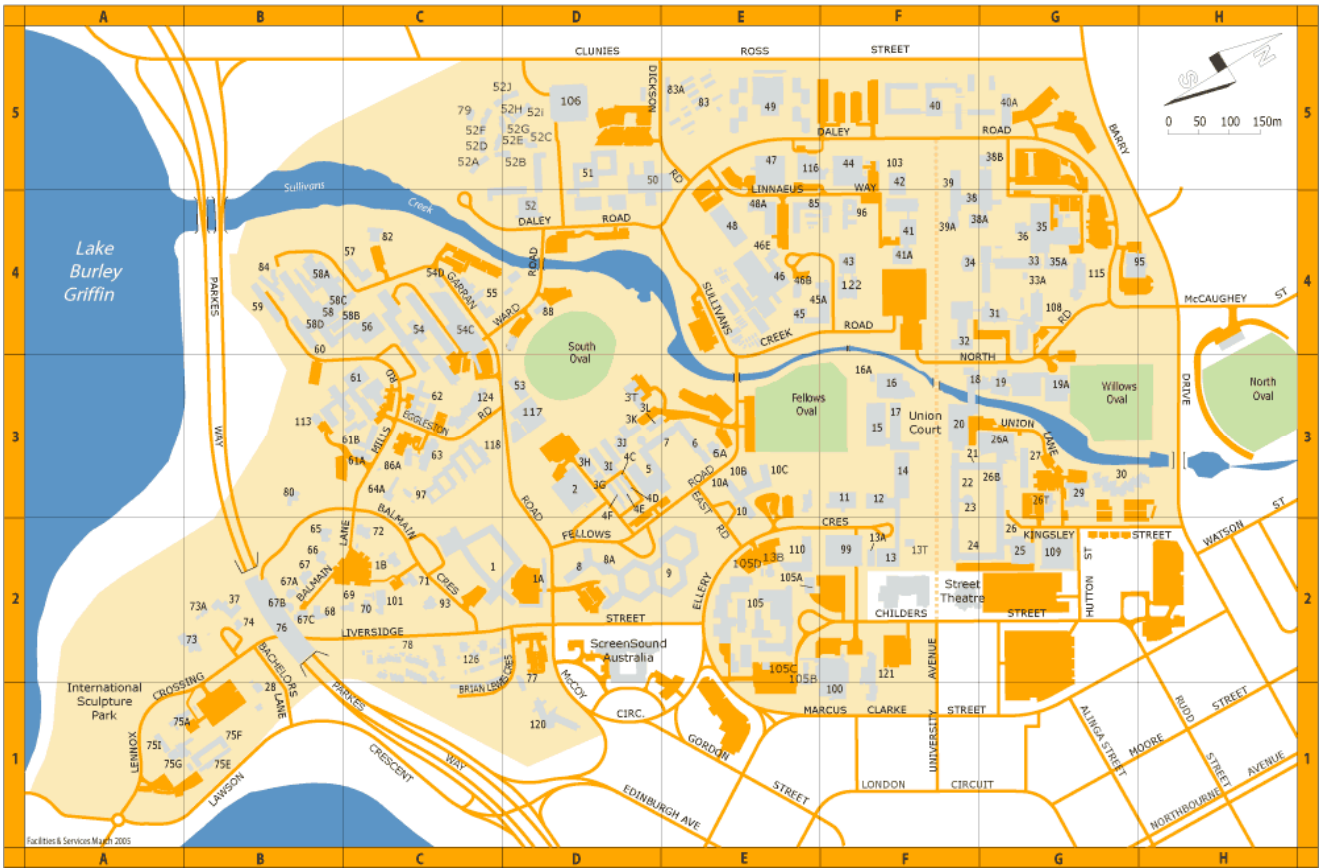 A B C D E F G H
CLUNIES ROSS STREET
S N
0 50 100 150m
5 5
DICKSON
BARRY
52J
79 52H 52i 106
52F 52G
52D 52E 52C
52A 52B
83A 83 49 40 40A
DALEY ROAD
51 50 RD
47 116 44 103 38B
LINNAEUS WAY 42 39
Sullivans
Creek
52
DALEY ROAD
48A 85 96 38
48 46E 41 39A 38A 36 35
Lake
Burley
Griffin
4 4
PARKES
WAY
57 82
84 58A 54D
GARRAN
59 58C
58 58B 56
58D
54 54C 55
ROAD
WARD
88
60
46 46B 43 41A 34 33 35A 115 95
45A 122 33A
45 108
31 RD
32
McCAUGHEY ST
SULLIVANS
CREEK ROAD
NORTH
South
Oval
61 RD 62 124
53
117
EGGLESTON RD
MILLS
113 61B 61A 86A 63 118
64A 97
80
ROAD
3 3
3T 3L
3K
3J
3H 3I 4C
3G 5 7 6
6A
2
4F 4E 4D
ROAD
FELLOWS
16A 16
Fellows
Oval
17
15
Union
Court
14
10B 10C
10A
10
EAST
RD
11 12
18 19 19A
Willows
Oval
North
Oval
DRIVE
20 UNION
26A
LANE
21 27
22 26B
23 26T 29 30
26
KINGSLEY STREET
24 25 109
HUTTON ST
WATSON ST
CRES
65 BALMAIN
LANE 72
66
67 1B
67A
BALMAIN 69
67B 70 101 71 CRES 93
67C 68
1 1A
8 8A 9
ELLERY
110 99 13A
105D 13B 13 13T
105A
105
Street
Theatre
CHILDERS STREET
2 2
73A 37
73 74 76
LIVERSIDGE STREET
78 126
BRIAN LEWIS CRES
77
ScreenSound
Australia
McCOY
CIRC.
105C
105B 100 121
AVENUE
UNIVERSITY
BACHELORS
LANE
28
CROSSING
International
Sculpture
Park
75A
75I 75F
75G 75E
LENNOX
LAWSON
CRESCENT
PARKES
WAY
120
GORDON
STREET
EDINBURGH AVE
MARCUS CLARKE STREET
LONDON CIRCUIT
ALINGA STREET
RUDD
STREET
MOORE STREET
NORTHBOURNE AVENUE
1 1
Facilities & Services March 2005
A B C D E F G H